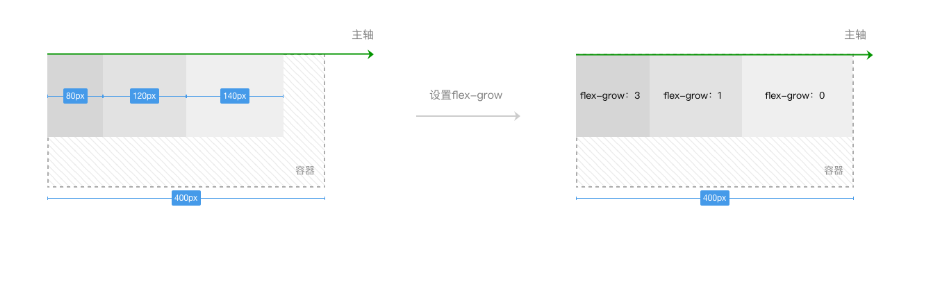 主轴
80px
120px
140px
容器
400px
设置flex-grow
主轴
flex-grow：3
flex-grow：1
flex-grow：0
容器
400px